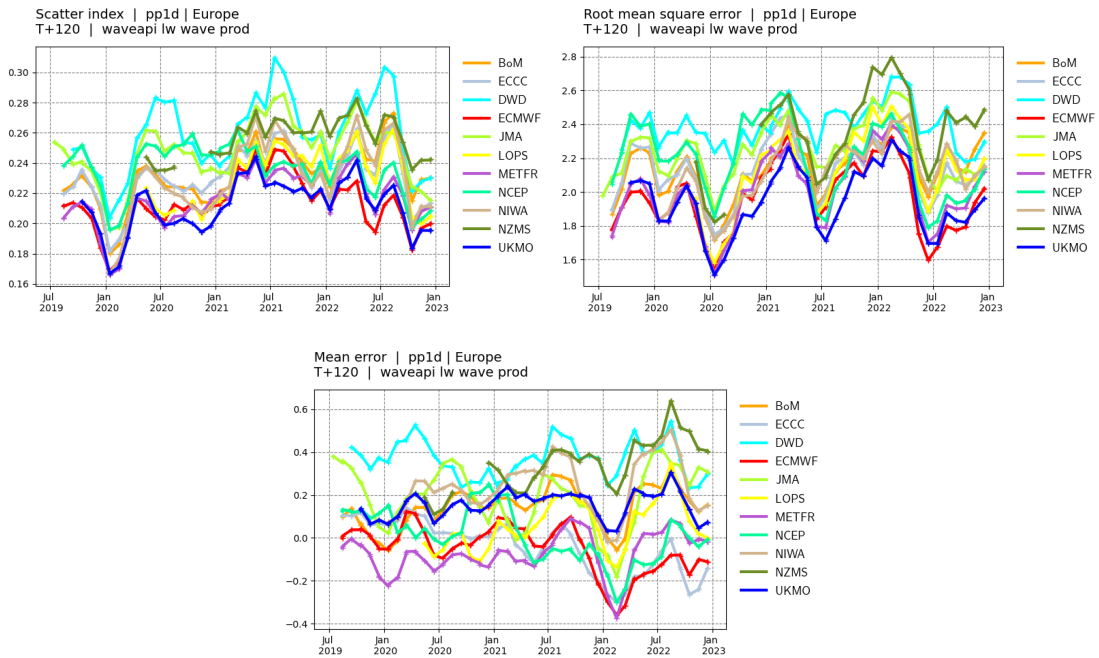 Scatter index | pp1d | Europe
T+120 | waveapi lw wave prod
0.30
0.28
0.26
0.24
0.22
0.20
0.18
0.16
Jul 2019
Jan 2020
Jul 2020
Jan 2021
Jul 2021
Jan 2022
Jul 2022
Jan 2023
BoM
ECCC
DWD
ECMWF
JMA
LOPS
METFR
NCEP
NIWA
NZMS
UKMO
Root mean square error | pp1d | Europe
T+120 | waveapi lw wave prod
2.8
2.6
2.4
2.2
2.0
1.8
1.6
Jul 2019
Jan 2020
Jul 2020
Jan 2021
Jul 2021
Jan 2022
Jul 2022
Jan 2023
BoM
ECCC
DWD
ECMWF
JMA
LOPS
METFR
NCEP
NIWA
NZMS
UKMO
Mean error | pp1d | Europe
T+120 | waveapi lw wave prod
0.6
0.4
0.2
0.0
−0.2
−0.4
Jul 2019
Jan 2020
Jul 2020
Jan 2021
Jul 2021
Jan 2022
Jul 2022
Jan 2023
BoM
ECCC
DWD
ECMWF
JMA
LOPS
METFR
NCEP
NIWA
NZMS
UKMO